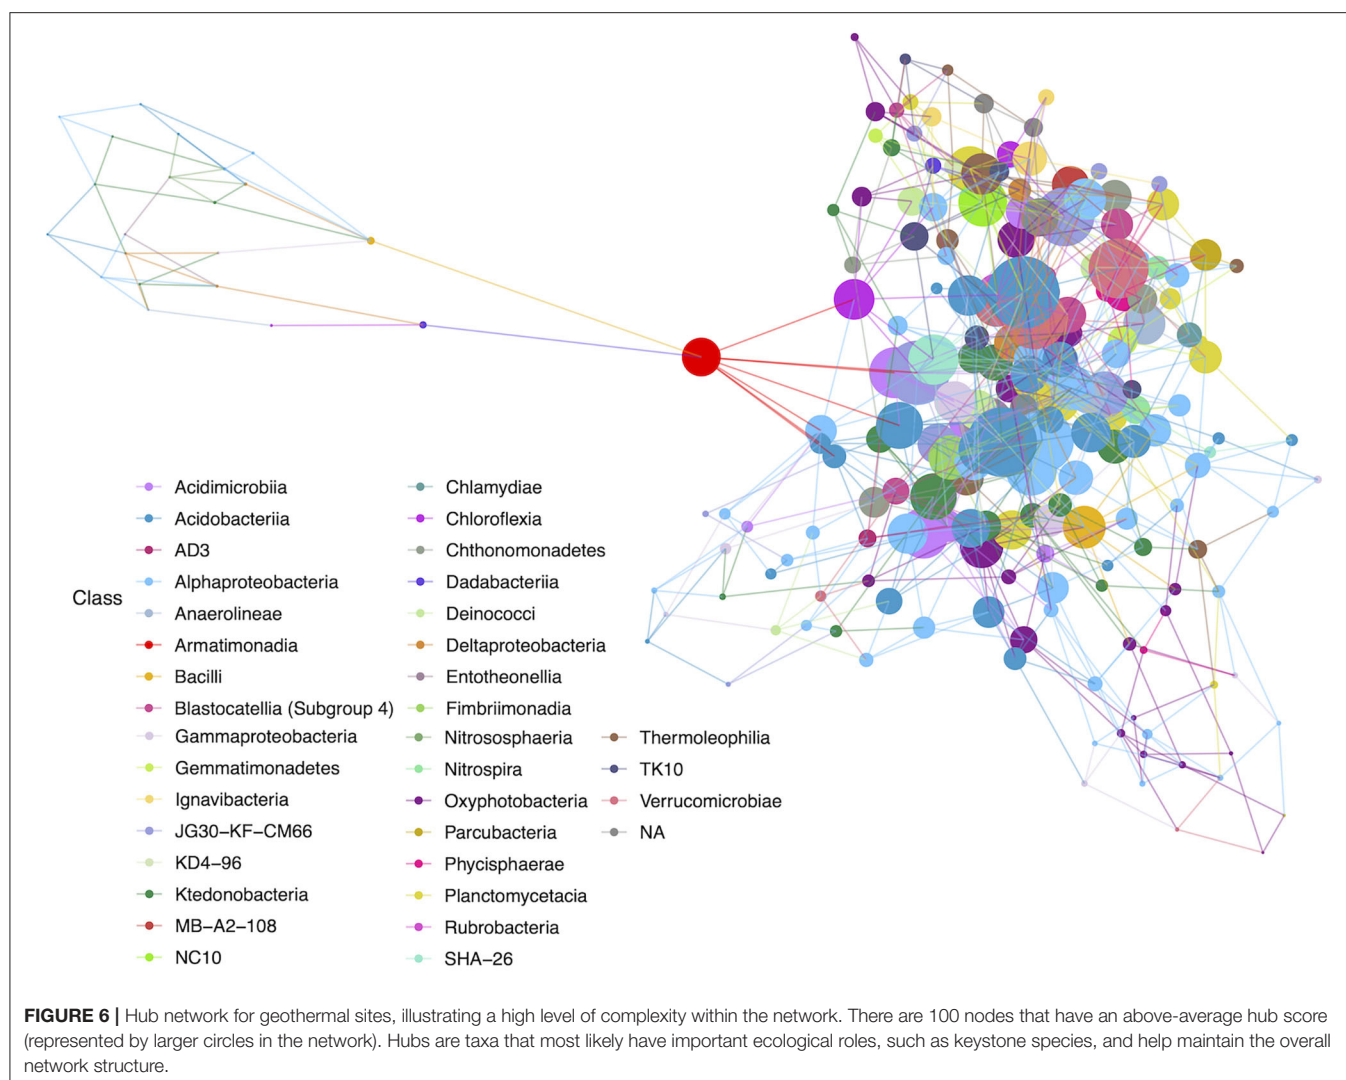 Class
Acidimicrobiia
Acidobacteriia
AD3
Alphaproteobacteria
Anaerolineae
Armatimonadia
Bacilli
Blastocatellia (Subgroup 4)
Gammaproteobacteria
Gemmatimonadetes
Ignavibacteria
JG30−KF−CM66
KD4−96
Ktedonobacteria
MB−A2−108
NC10
Chlamydiae
Chloroflexia
Chthonomonadetes
Dadabacteriia
Deinococci
Deltaproteobacteria
Entotheonellia
Fimbriimonadia
Nitrososphaeria
Nitrospira
Oxyphotobacteria
Parcubacteria
Phycisphaerae
Planctomycetacia
Rubrobacteria
SHA−26
Thermoleophilia
TK10
Verrucomicrobiae
NA
FIGURE 6 | Hub network for geothermal sites, illustrating a high level of complexity within the network. There are 100 nodes that have an above-average hub score
(represented by larger circles in the network). Hubs are taxa that most likely have important ecological roles, such as keystone species, and help maintain the overall
network structure.